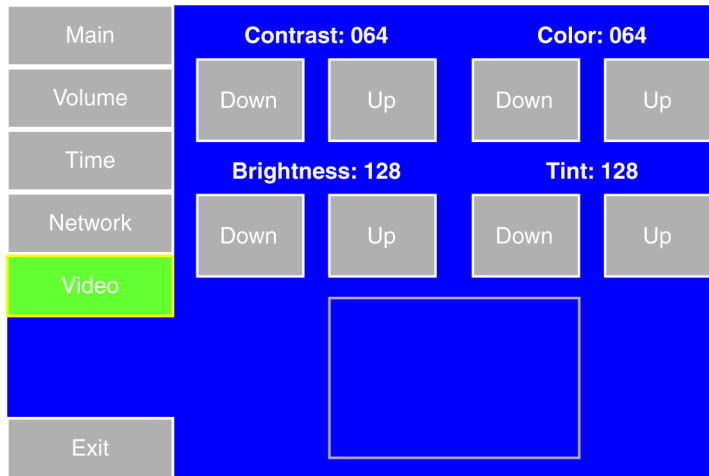 Main
Volume
Time
Network
Video
Exit
Contrast: 064
Down
Up
Color: 064
Down
Up
Brightness: 128
Down
Up
Tint: 128
Down
Up